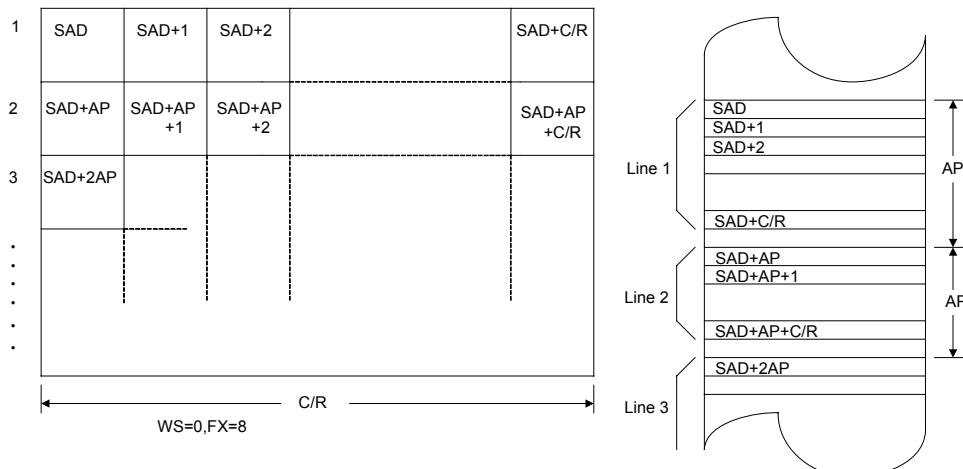 1
SAD
SAD+1
SAD+2
SAD+C/R
2
SAD+AP
SAD+AP
+1
SAD+AP
+2
SAD+AP
+C/R
3
SAD+2AP
C/R
WS=0,FX=8
Line 1
SAD
SAD+1
SAD+2
SAD+C/R
AP
Line 2
SAD+AP
SAD+AP+1
SAD+AP+C/R
AP
Line 3
SAD+2AP